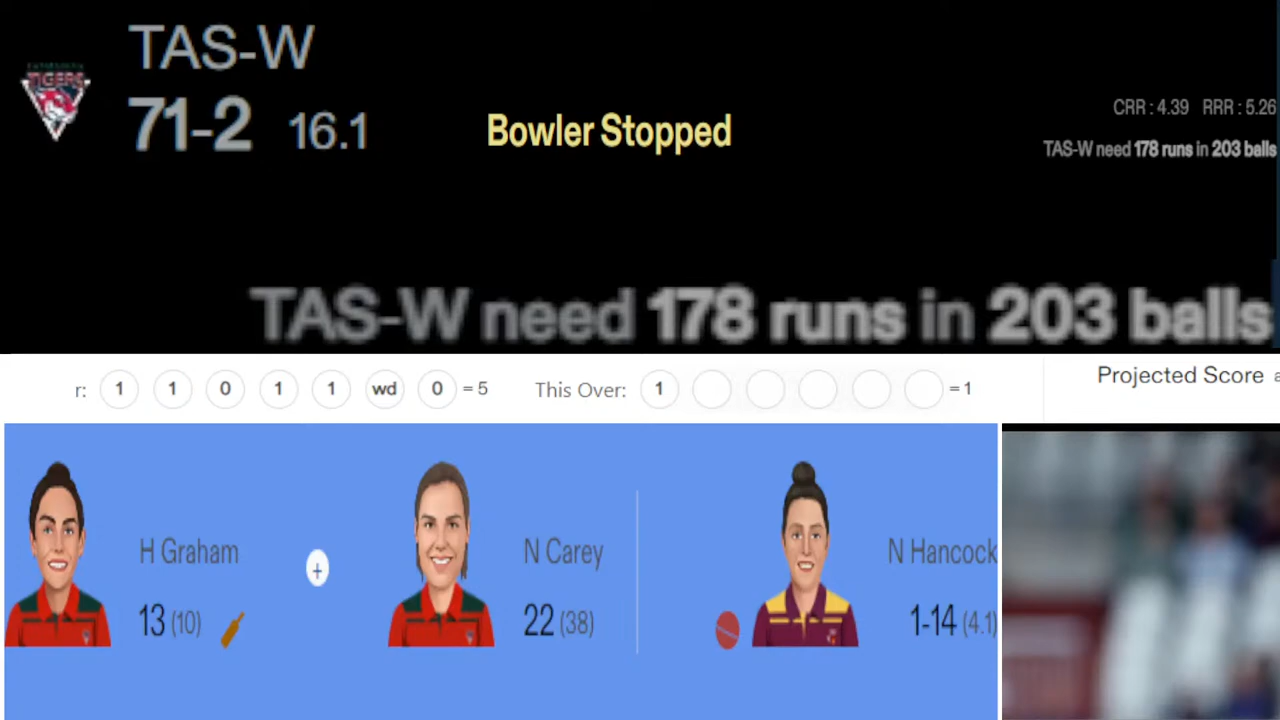 TAS-W
TIGERS
71-2 16.1
Bowler Stopped
CRR : 4.39 RRR : 5.26
TAS-W need 178 runs in 203 balls
TAS-W need 178 runs in 203 balls
r: 1 1 0 1 1 wd 0 = 5 This Over: 1 = 1
Projected Score a
H Graham
13 (10)
+
N Carey
22 (38)
N Hancock
1-14 (4.1)